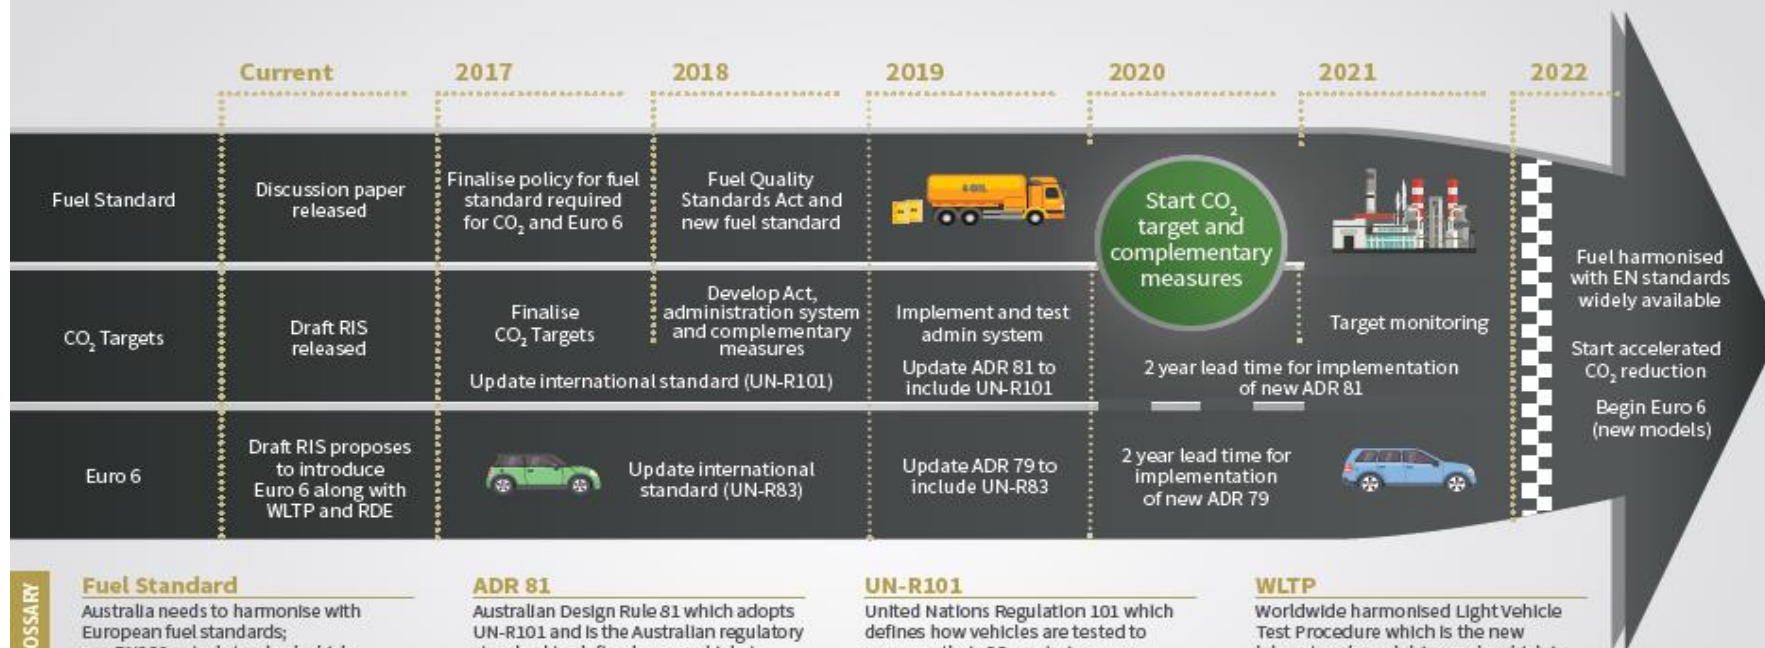 Current
2017
2018
2019
2020
2021
2022
Fuel Standard
Discussion paper
released
Finalise policy for fuel
standard required
for CO₂ and Euro 6
Fuel Quality
Standards Act and
new fuel standard
OIL
Start CO₂
target and
complementary
measures
CO₂ Targets
Draft RIS
released
Finalise
CO₂ Targets
Develop Act,
administration system
and complementary
measures
Update international standard (UN-R101)
Implement and test
admin system
Update ADR 81 to
include UN-R101
Target monitoring
2 year lead time for implementation
of new ADR 81
Euro 6
Draft RIS proposes
to introduce
Euro 6 along with
WLTP and RDE
Update international
standard (UN-R83)
Update ADR 79 to
include UN-R83
2 year lead time for
implementation
of new ADR 79
Fuel harmonised
with EN standards
widely available
Start accelerated
CO₂ reduction
Begin Euro 6
(new models)
OSSARY
Fuel Standard
Australia needs to harmonise with
European fuel standards;
ADR 81
Australian Design Rule 81 which adopts
UN-R101 and is the Australian regulatory
UN-R101
United Nations Regulation 101 which
defines how vehicles are tested to
WLTP
Worldwide harmonised Light Vehicle
Test Procedure which is the new